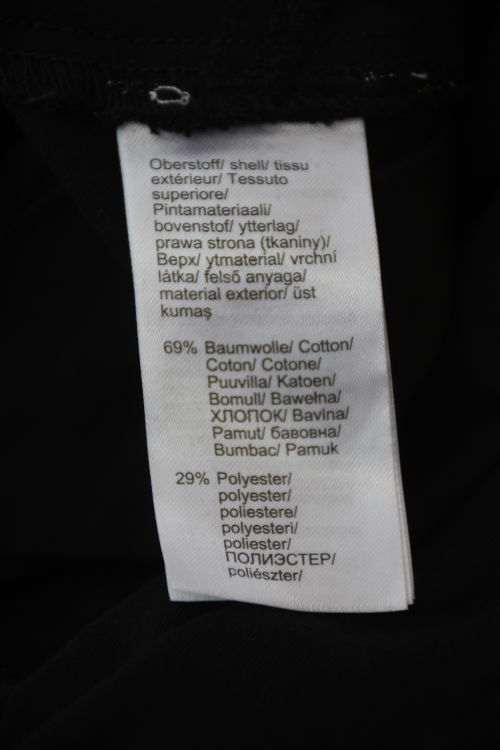 Oberstoff/ shell/ tissu
extérieur/ Tessuto
superiore/
Pintamateriaali/
bovenstof/ ytterlag/
prawa strona (tkaniny)/
Верх/ ytmaterial/ vrchní
látka/ felső anyaga/
material exterior/ üst
kumaş
69% Baumwolle/ Cotton/
Coton/ Cotone/
Puuvilla/ Katoen/
Bomull/ Bawełna/
ХЛОПОК/ Bavlna/
Pamut/ бавовна/
Bumbac/ Pamuk
29% Polyester/
polyester/
poliestere/
polyesteri/
poliester/
ПОЛИЭСТЕР/
poliészter/